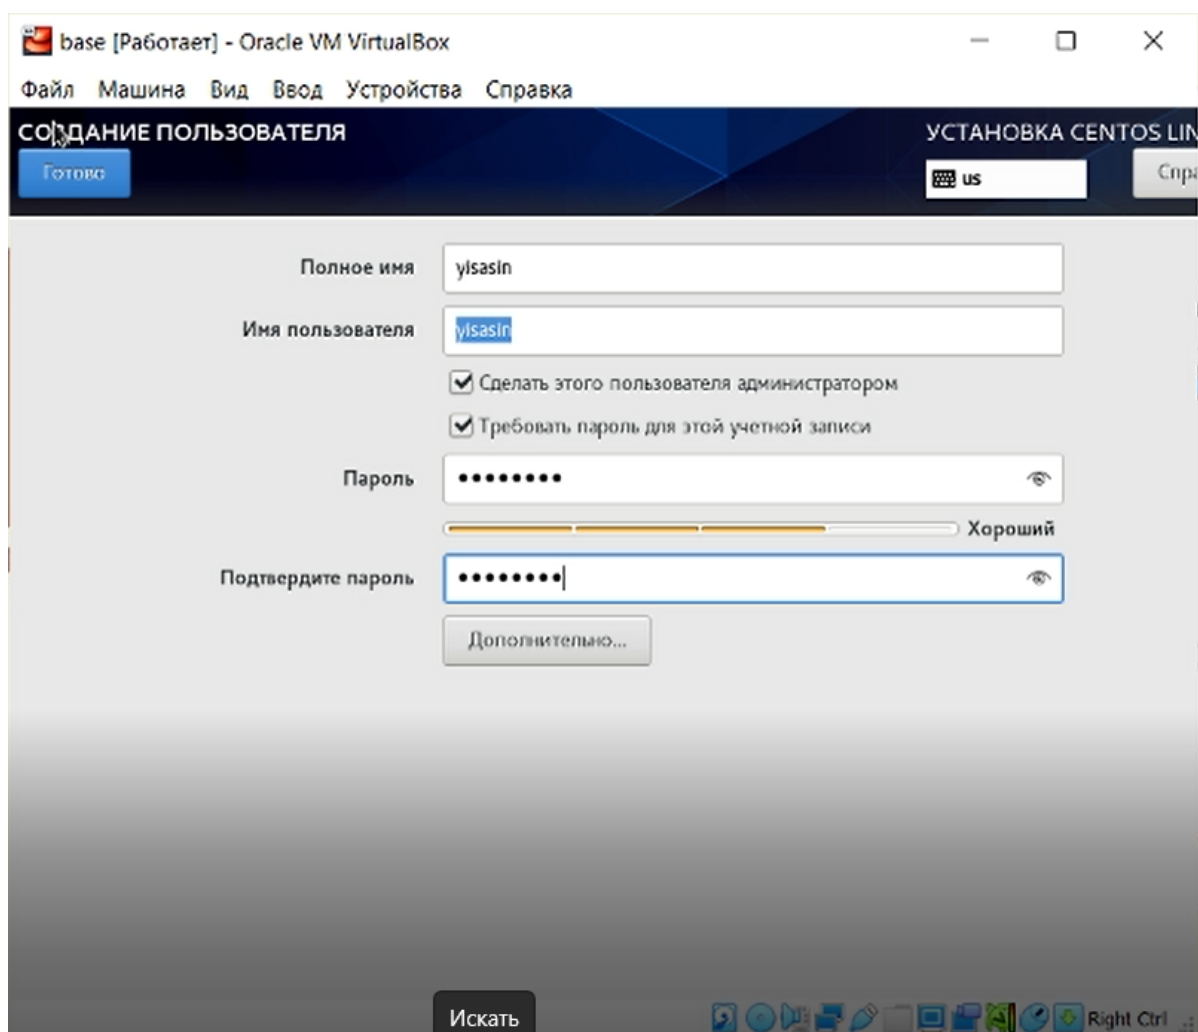 base [Работает] - Oracle VM VirtualBox
Файл Машина Вид Ввод Устройства Справка
СОЗДАНИЕ ПОЛЬЗОВАТЕЛЯ
УСТАНОВКА CENTOS LIN
Готово
us
Спра
Полное имя
yisasin
Имя пользователя
yisasin
Сделать этого пользователя администратором
Требовать пароль для этой учетной записи
Пароль
••••••••
Хороший
Подтвердите пароль
••••••••
Дополнительно...
Искать
Right Ctrl